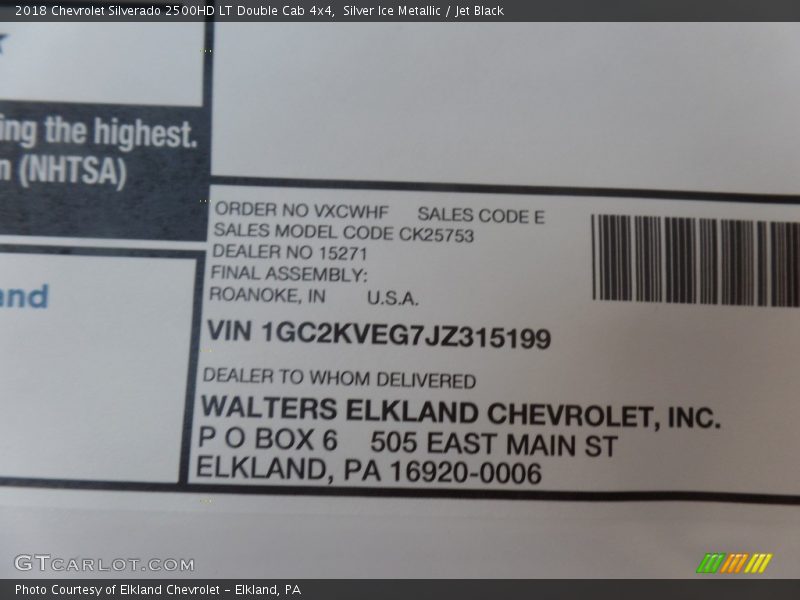 2018 Chevrolet Silverado 2500HD LT Double Cab 4x4, Silver Ice Metallic / Jet Black
ing the highest.
n (NHTSA)
and
ORDER NO VXCWHF SALES CODE E
SALES MODEL CODE CK25753
DEALER NO 15271
FINAL ASSEMBLY:
ROANOKE, IN U.S.A.
VIN 1GC2KVEG7JZ315199
DEALER TO WHOM DELIVERED
WALTERS ELKLAND CHEVROLET, INC.
P O BOX 6 505 EAST MAIN ST
ELKLAND, PA 16920-0006
GTCARLOT.COM
Photo Courtesy of Elkland Chevrolet - Elkland, PA